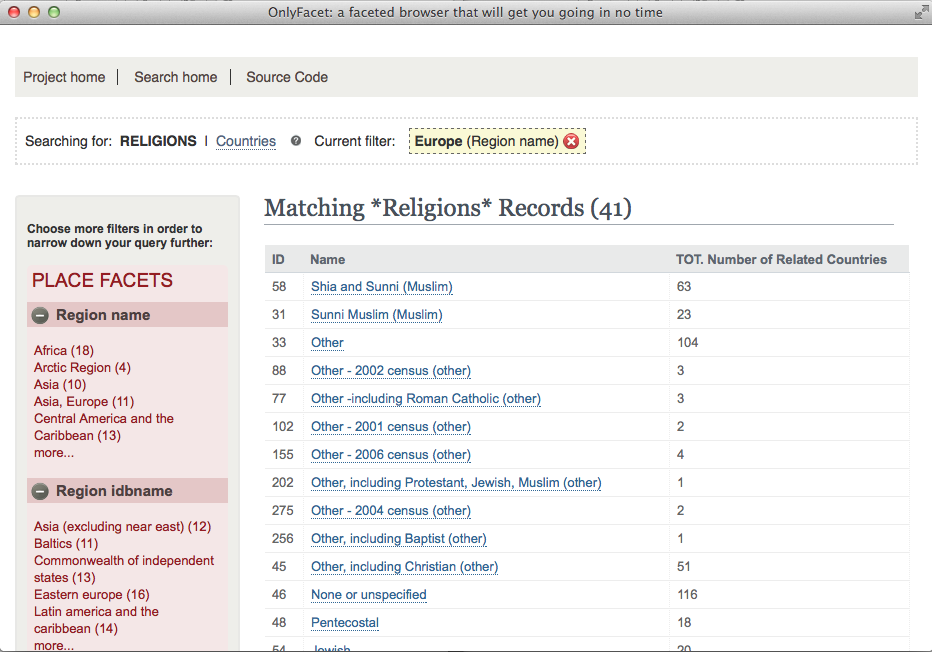 OnlyFacet: a faceted browser that will get you going in no time
Project home | Search home | Source Code
Searching for: RELIGIONS | Countries ? Current filter: Europe (Region name)
Choose more filters in order to
narrow down your query further:
PLACE FACETS
Region name
Africa (18)
Arctic Region (4)
Asia (10)
Asia, Europe (11)
Central America and the
Caribbean (13)
more...
Region idbname
Asia (excluding near east) (12)
Baltics (11)
Commonwealth of independent
states (13)
Eastern europe (16)
Latin america and the
caribbean (14)
more...
Matching *Religions* Records (41)
ID Name TOT. Number of Related Countries
58 Shia and Sunni (Muslim) 63
31 Sunni Muslim (Muslim) 23
33 Other 104
88 Other - 2002 census (other) 3
77 Other -including Roman Catholic (other) 3
102 Other - 2001 census (other) 2
155 Other - 2006 census (other) 4
202 Other, including Protestant, Jewish, Muslim (other) 1
275 Other - 2004 census (other) 2
256 Other, including Baptist (other) 1
45 Other, including Christian (other) 51
46 None or unspecified 116
48 Pentecostal 18
54 Jewish 20